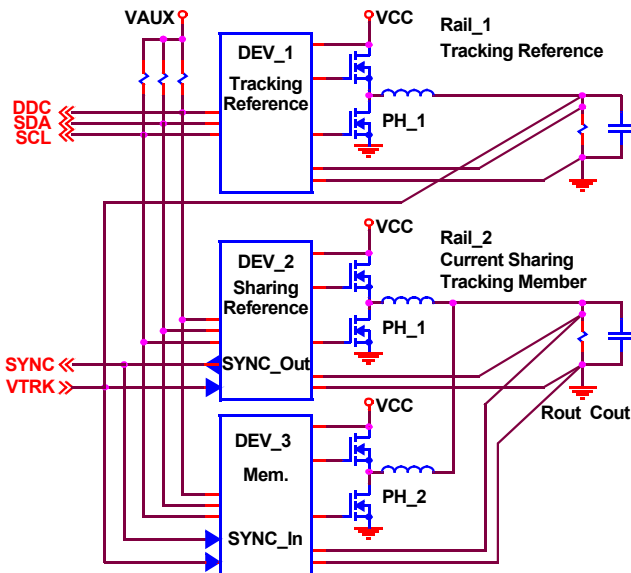 VAUX
VCC
Rail_1
Tracking Reference
DEV_1
Tracking
Reference
DDC
SDA
SCL
PH_1
VCC
Rail_2
Current Sharing
Tracking Member
DEV_2
Sharing
Reference
PH_1
SYNC
SYNC_Out
VTRK
VCC
Rout Cout
DEV_3
Mem.
PH_2
SYNC_In